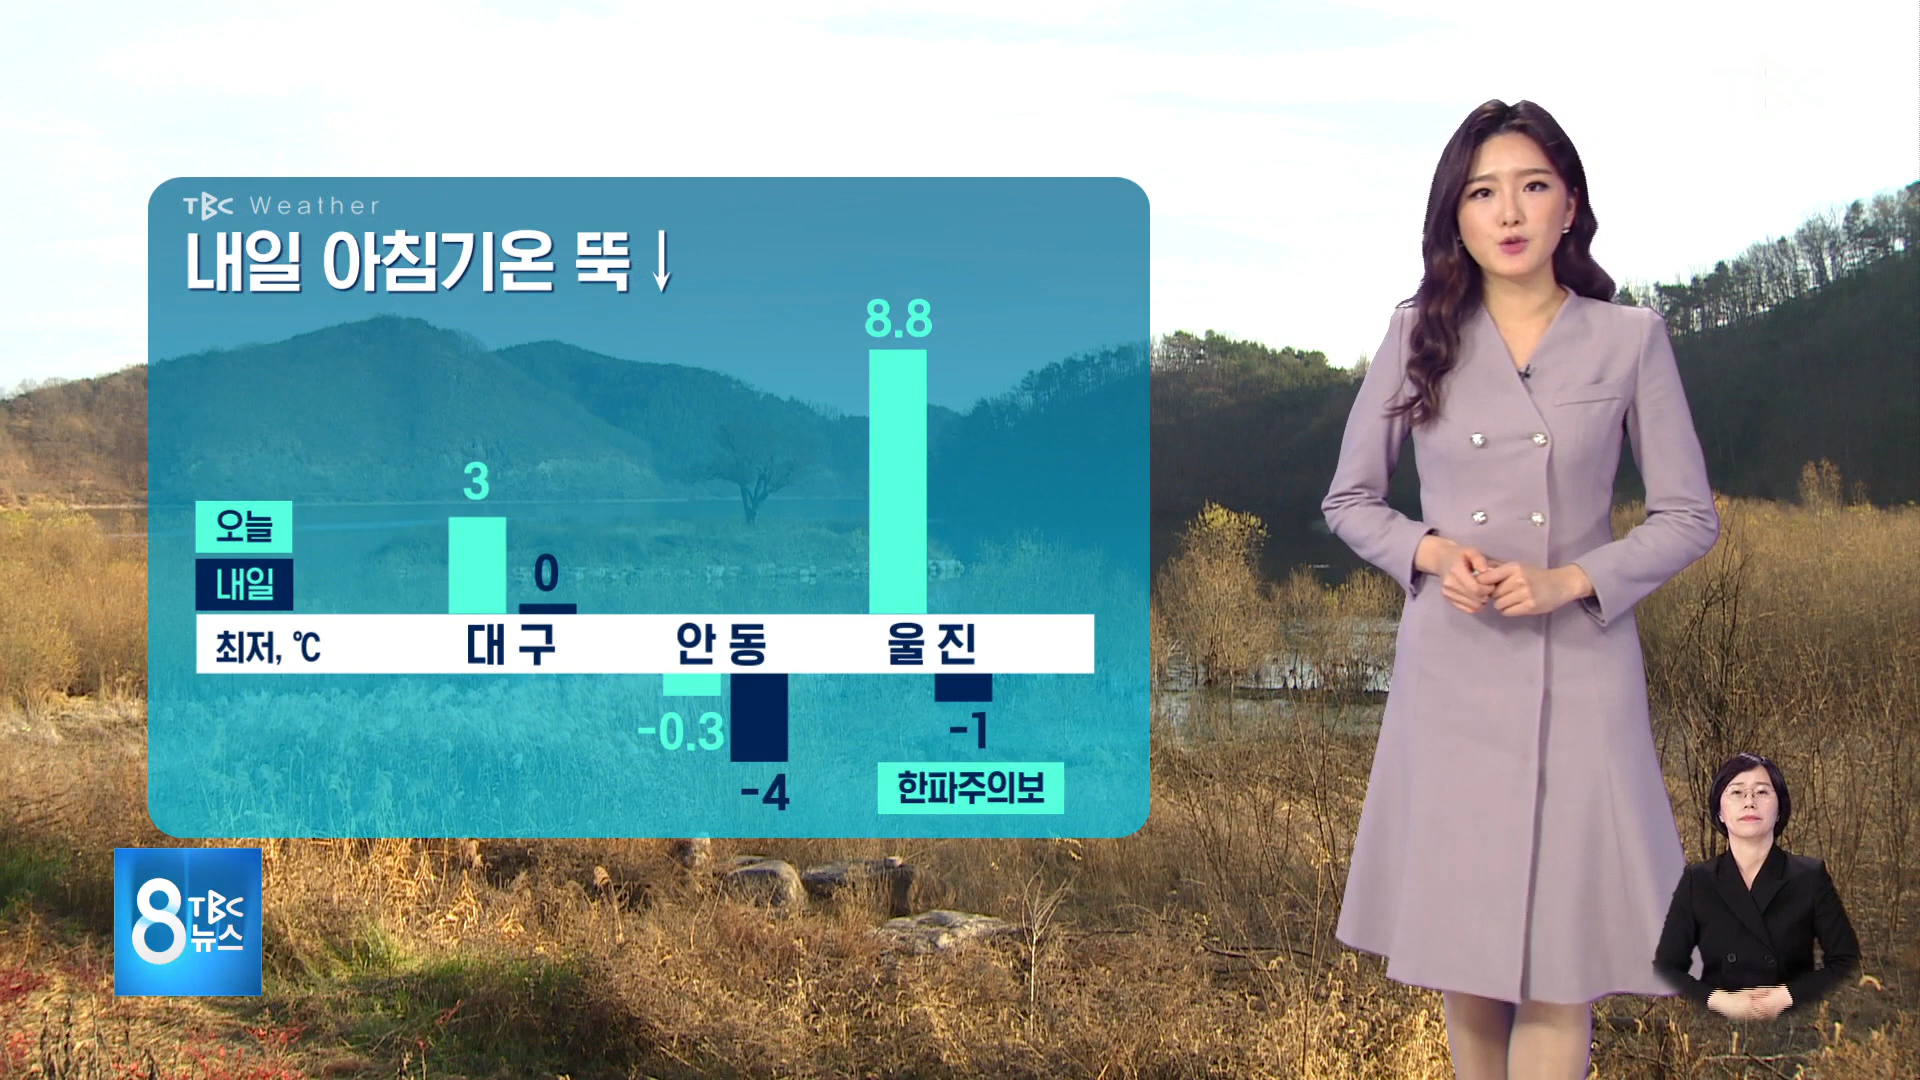 TBC Weather
내일 아침기온 뚝↓
8.8
3
오늘
0
내일
최저, ℃ 대구 안동 울진
-0.3
-1
-4
한파주의보
8 TBC 뉴스
TBC